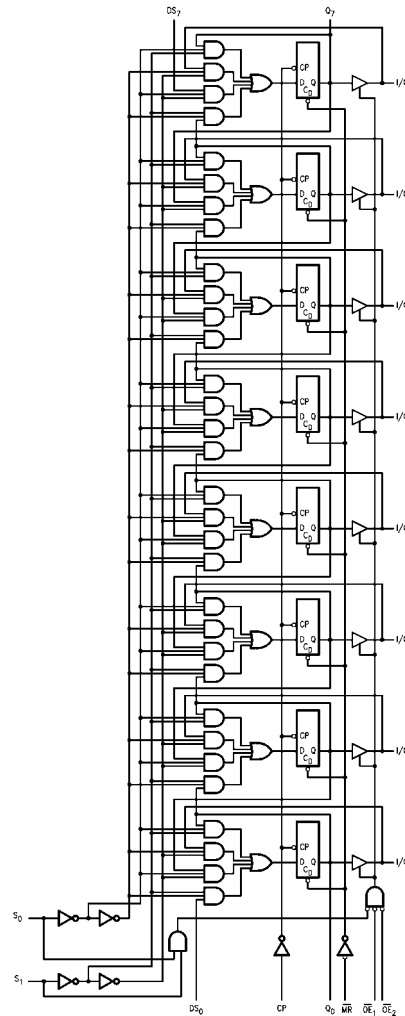 DS7 Q7
CP
D Q
CD
I/O
CP
D Q
CD
I/O
CP
D Q
CD
I/O
CP
D Q
CD
I/O
CP
D Q
CD
I/O
CP
D Q
CD
I/O
CP
D Q
CD
I/O
CP
D Q
CD
I/O
S0
S1
DS0 CP Q0 MR OE1 OE2